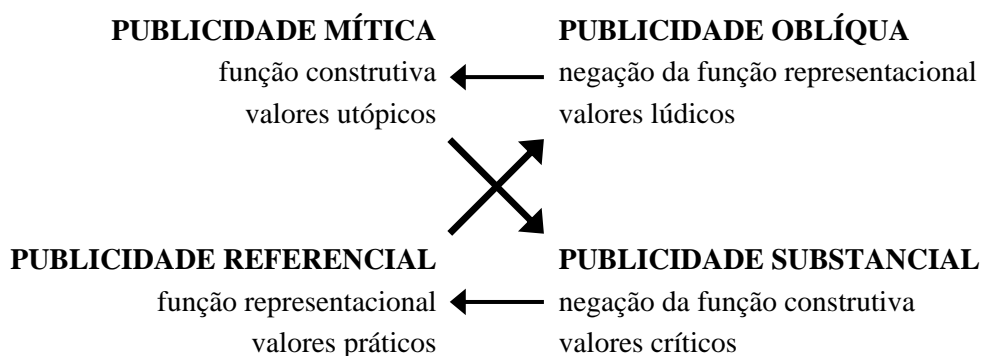 PUBLICIDADE MÍTICA
função construtiva
valores utópicos
PUBLICIDADE OBLÍQUA
negação da função representacional
valores lúdicos
PUBLICIDADE REFERENCIAL
função representacional
valores práticos
PUBLICIDADE SUBSTANCIAL
negação da função construtiva
valores críticos